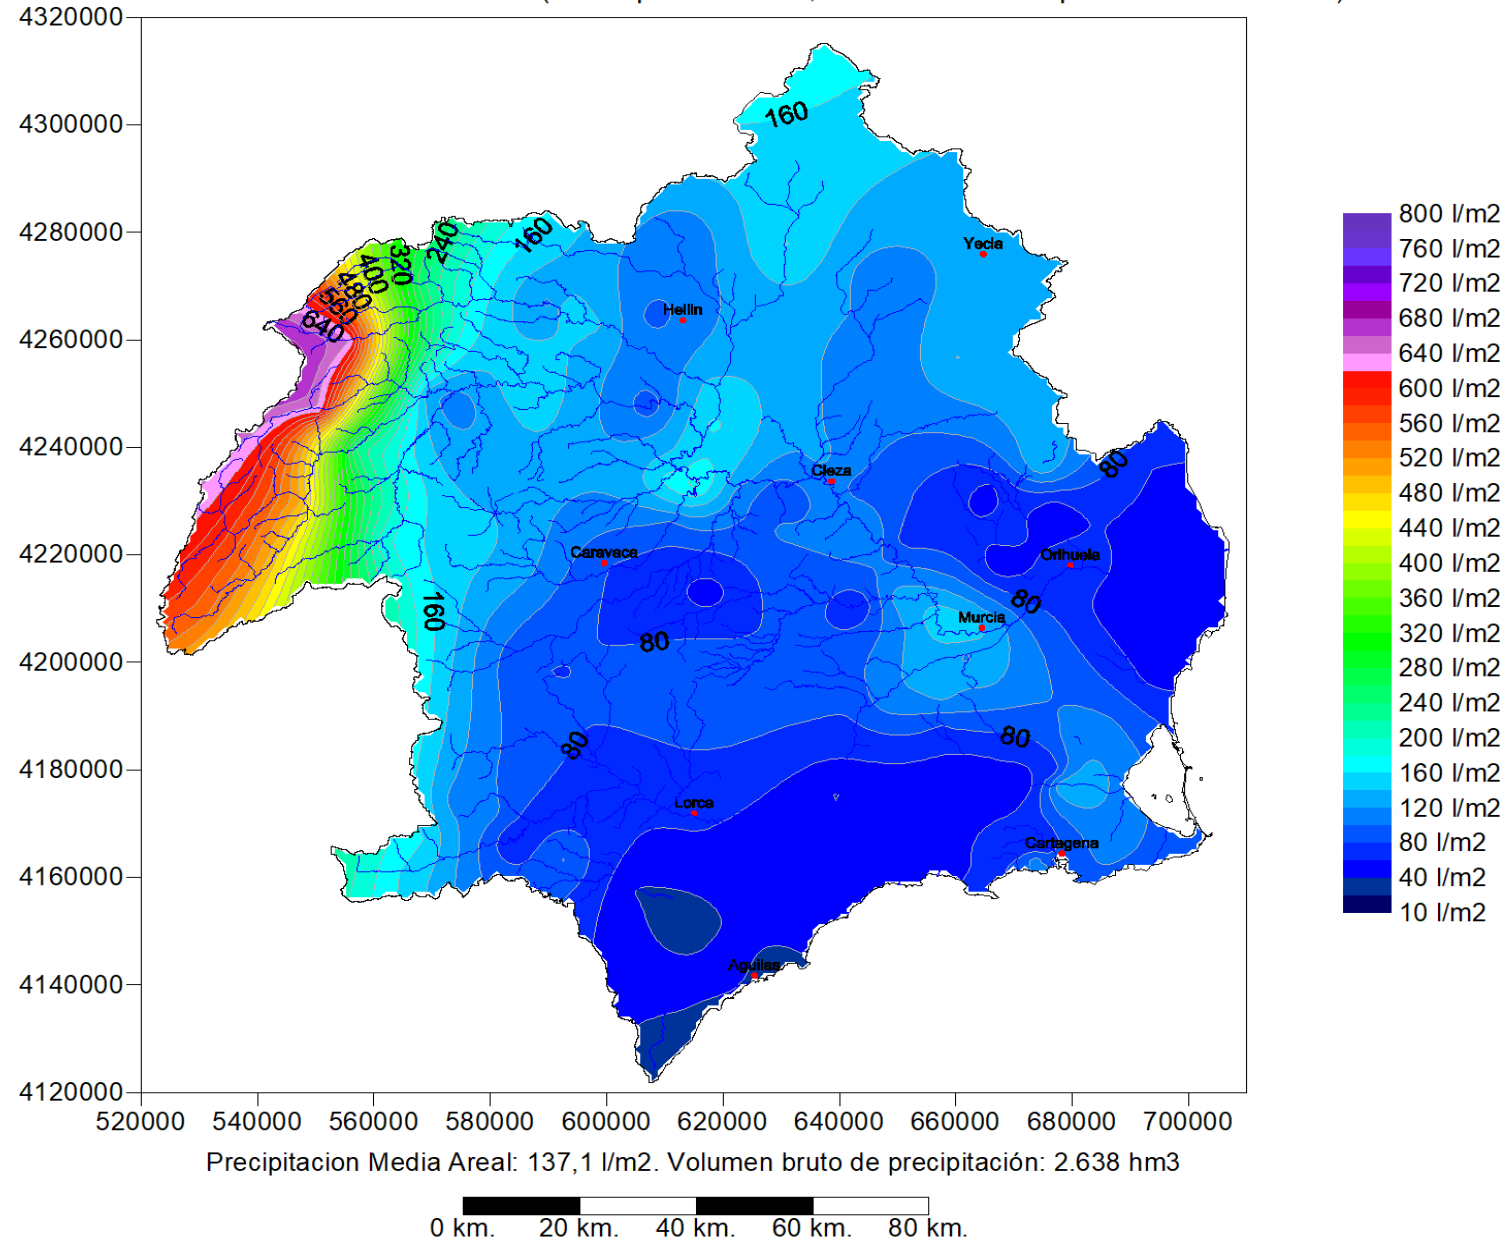 4320000
4300000
160
4280000
240
160
320
400
480
560
640
Yecla
Hellin
4260000
4240000
80
Cieza
4220000
Caravaca
Orihuela
160
80
Murcia
80
4200000
80
80
4180000
Lorca
Cartagena
4160000
Aguilas
4140000
4120000
520000 540000 560000 580000 600000 620000 640000 660000 680000 700000
800 l/m2
760 l/m2
720 l/m2
680 l/m2
640 l/m2
600 l/m2
560 l/m2
520 l/m2
480 l/m2
440 l/m2
400 l/m2
360 l/m2
320 l/m2
280 l/m2
240 l/m2
200 l/m2
160 l/m2
120 l/m2
80 l/m2
40 l/m2
10 l/m2
Precipitacion Media Areal: 137,1 l/m2. Volumen bruto de precipitación: 2.638 hm3
0 km. 20 km. 40 km. 60 km. 80 km.